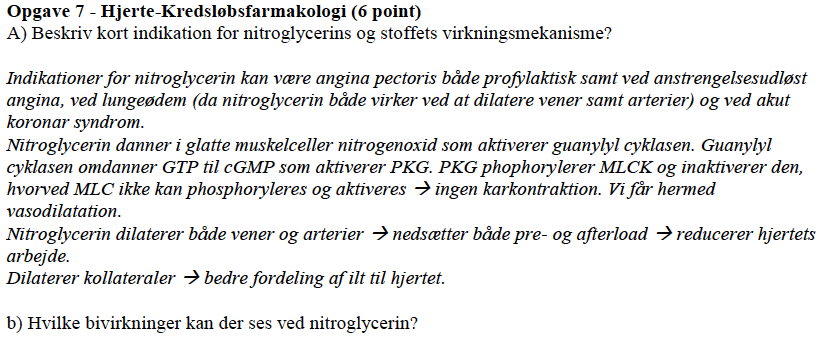 Opgave 7 - Hjerte-Kredsløbsfarmakologi (6 point)
A) Beskriv kort indikation for nitroglycerins og stoffets virkningsmekanisme?
Indikationer for nitroglycerin kan være angina pectoris både profylaktisk samt ved anstrengelsesudløst
angina, ved lungeødem (da nitroglycerin både virker ved at dilatere vener samt arterier) og ved akut
koronar syndrom.
Nitroglycerin danner i glatte muskelceller nitrogenoxid som aktiverer guanylyl cyklasen. Guanylyl
cyklasen omdanner GTP til cGMP som aktiverer PKG. PKG phophorylerer MLCK og inaktiverer den,
hvorved MLC ikke kan phosphoryleres og aktiveres → ingen karkontraktion. Vi får hermed
vasodilatation.
Nitroglycerin dilaterer både vener og arterier → nedsætter både pre- og afterload → reducerer hjertets
arbejde.
Dilaterer kollateraler → bedre fordeling af ilt til hjertet.
b) Hvilke bivirkninger kan der ses ved nitroglycerin?